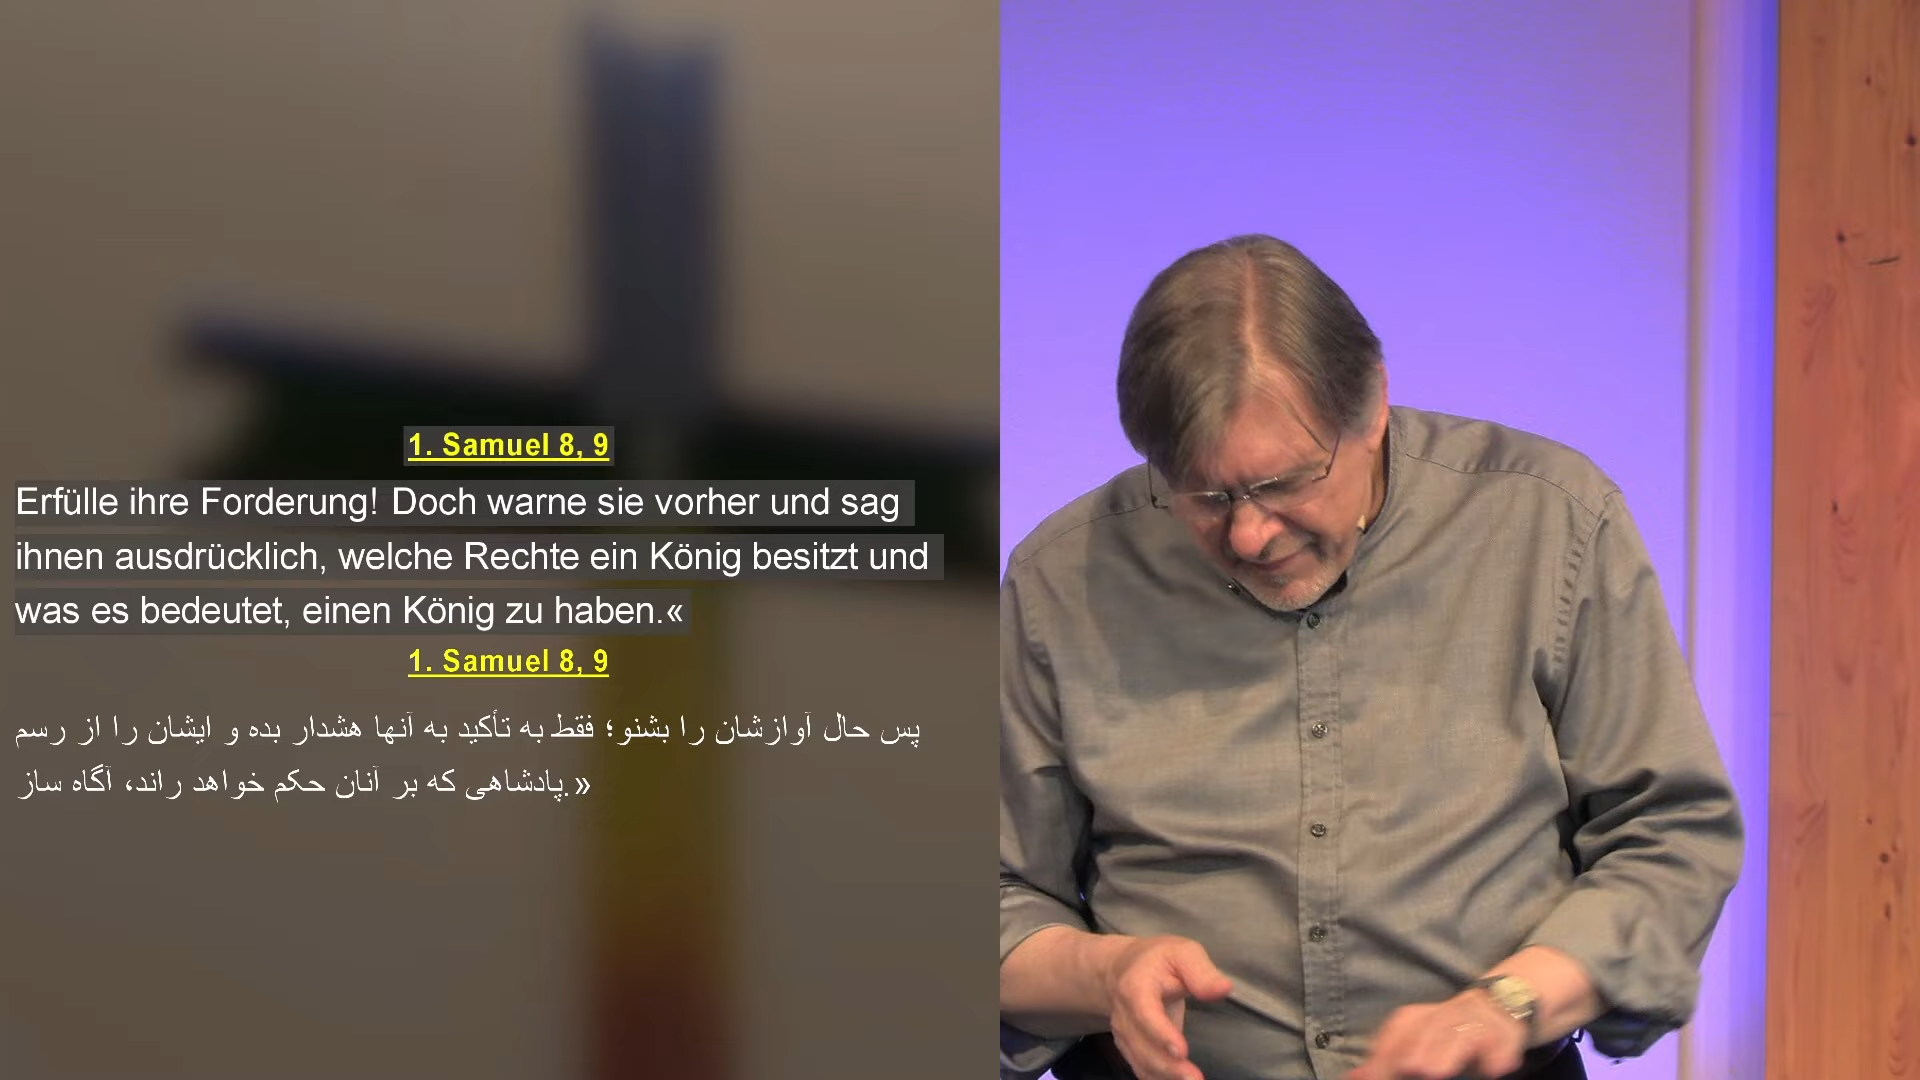 1. Samuel 8, 9
Erfülle ihre Forderung! Doch warne sie vorher und sag
ihnen ausdrücklich, welche Rechte ein König besitzt und
was es bedeutet, einen König zu haben.«
1. Samuel 8, 9
پس حال آوازشان را بشنو؛ فقط به تأکید به آنها هشدار بده و ایشان را از رسم
پادشاهی که بر آنان حکم خواهد راند، آگاه ساز.»